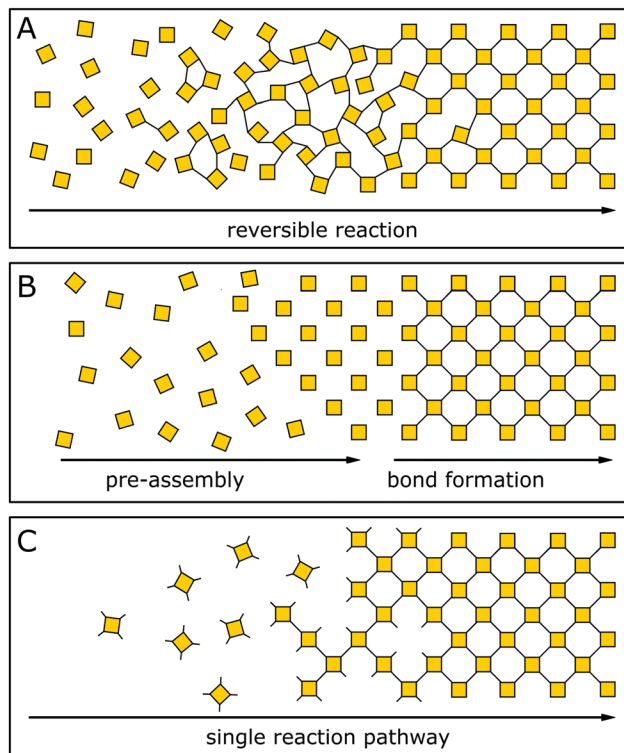 A
reversible reaction
B
pre-assembly
bond formation
C
single reaction pathway